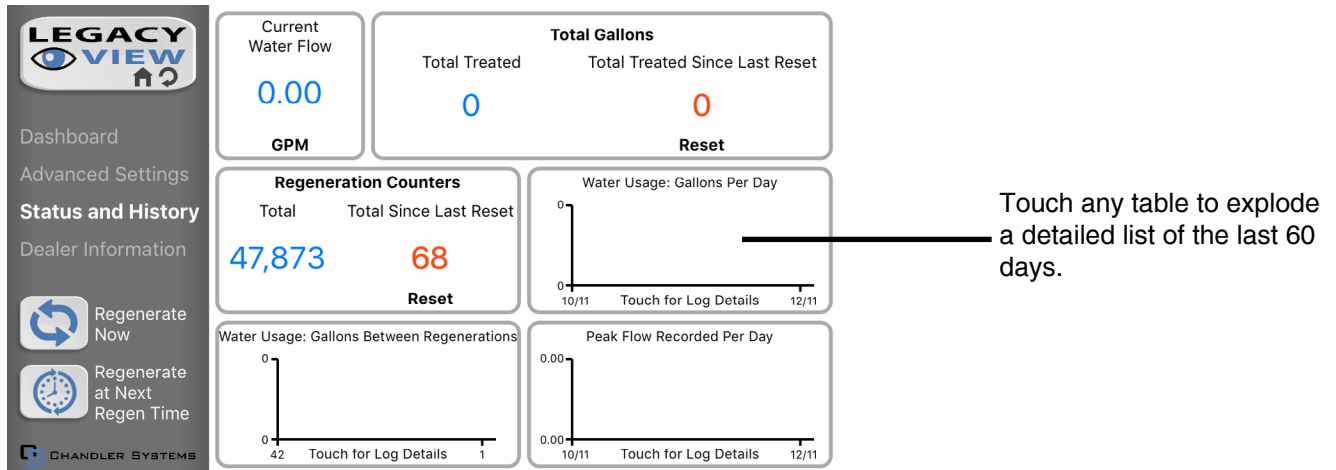 LEGACY
VIEW
Dashboard
Advanced Settings
Status and History
Dealer Information
Regenerate
Now
Regenerate
at Next
Regen Time
CHANDLER SYSTEMS
Current
Water Flow
0.00
GPM
Total Gallons
Total Treated
Total Treated Since Last Reset
0
0
Reset
Regeneration Counters
Total
Total Since Last Reset
47,873
68
Reset
Water Usage: Gallons Per Day
0
0
10/11
Touch for Log Details
12/11
Water Usage: Gallons Between Regenerations
0
0
42
Touch for Log Details
1
Peak Flow Recorded Per Day
0.00
0.00
10/11
Touch for Log Details
12/11
Touch any table to explode
a detailed list of the last 60
days.